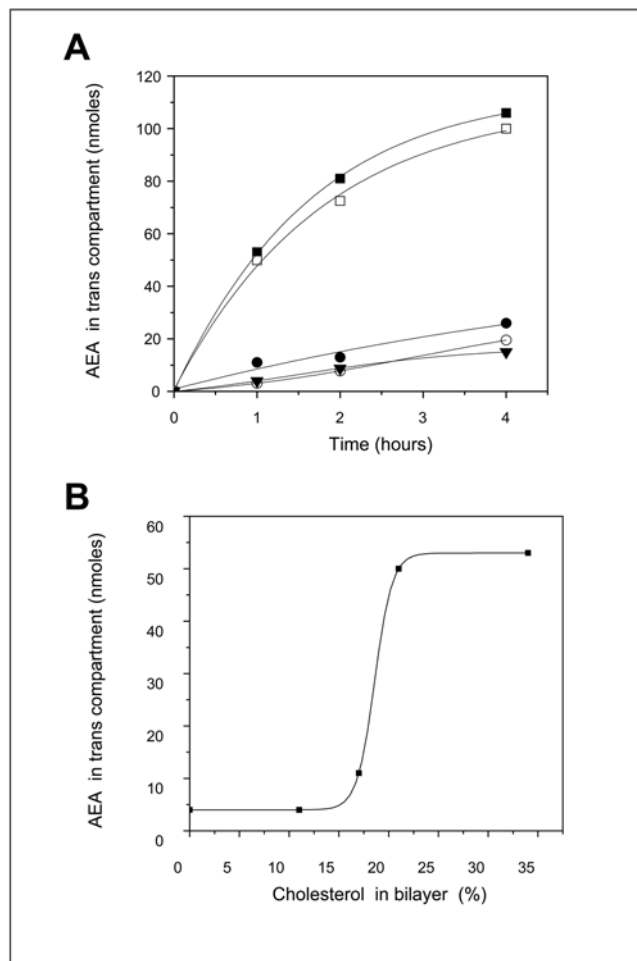 A
AEA in trans compartment (nmoles)
120
100
80
60
40
20
0
0 1 2 3 4
Time (hours)
B
AEA in trans compartment (nmoles)
60
50
40
30
20
10
0
0 5 10 15 20 25 30 35
Cholesterol in bilayer (%)